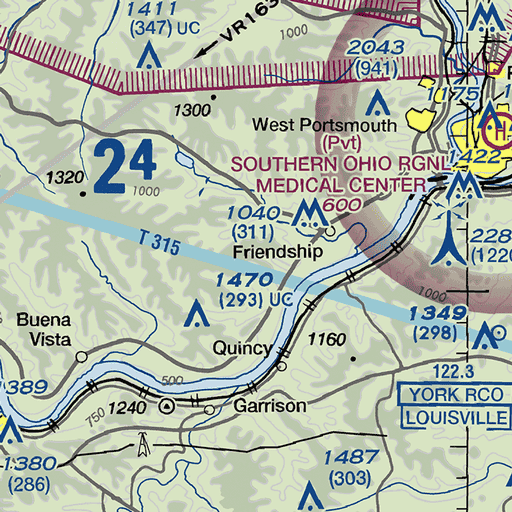 1411
(347) UC
VR163
1000
2043
(941)
1175
1300
West Portsmouth
(Pvt)
SOUTHERN OHIO RGNL
MEDICAL CENTER
600
H
1422
24
1320
1000
1040
(311)
T 315
Friendship
228
(1220
1470
(293) UC
1000
1349
(298)
Buena
Vista
Quincy
1160
122.3
YORK RCO
LOUISVILLE
389
500
750
1240
Garrison
1380
(286)
1487
(303)